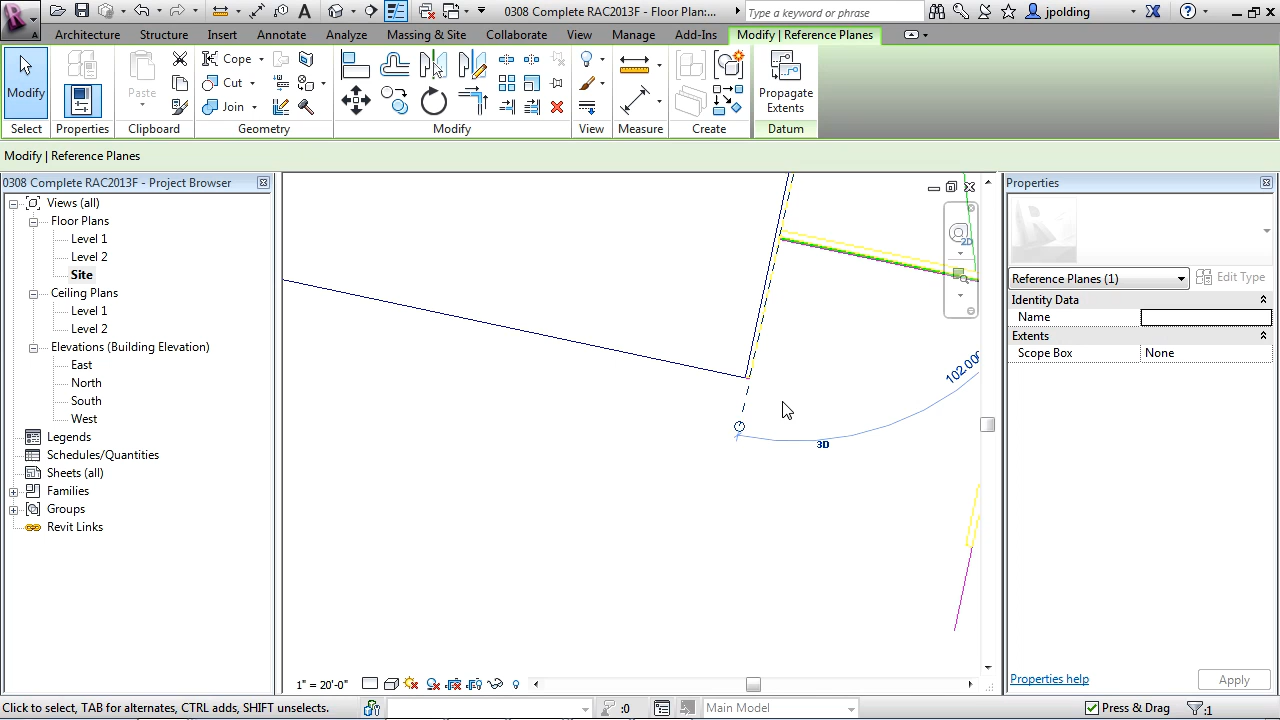 0308 Complete RAC2013F - Floor Plan:...
Type a keyword or phrase
jpolding
Architecture
Structure
Insert
Annotate
Analyze
Massing & Site
Collaborate
View
Manage
Add-Ins
Modify | Reference Planes
Modify
Cope
Cut
Join
Paste
Propagate
Extents
Select
Properties
Clipboard
Geometry
Modify
View
Measure
Create
Datum
Modify | Reference Planes
0308 Complete RAC2013F - Project Browser
Views (all)
Floor Plans
Level 1
Level 2
Site
Ceiling Plans
Level 1
Level 2
Elevations (Building Elevation)
East
North
South
West
Legends
Schedules/Quantities
Sheets (all)
Families
Groups
Revit Links
2D
102.000
3D
1" = 20'-0"
Properties
Reference Planes (1)
Edit Type
Identity Data
Name
Extents
Scope Box
None
Properties help
Apply
Click to select, TAB for alternates, CTRL adds, SHIFT unselects.
:0
Main Model
Press & Drag
:1